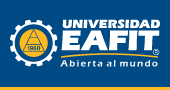 UNIVERSIDAD
EAFIT
Abierta al mundo
1960